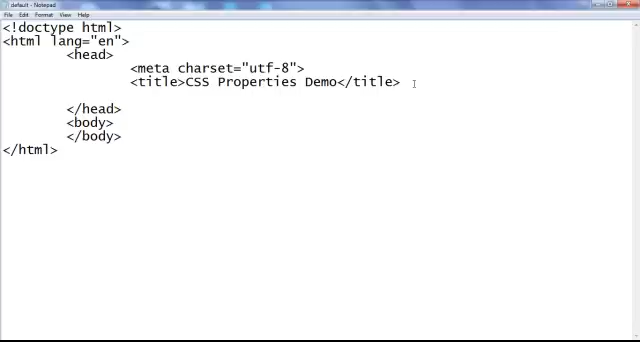 default - Notepad
File Edit Format View Help
<!doctype html>
<html lang="en">
<head>
<meta charset="utf-8">
<title>CSS Properties Demo</title>
</head>
<body>
</body>
</html>